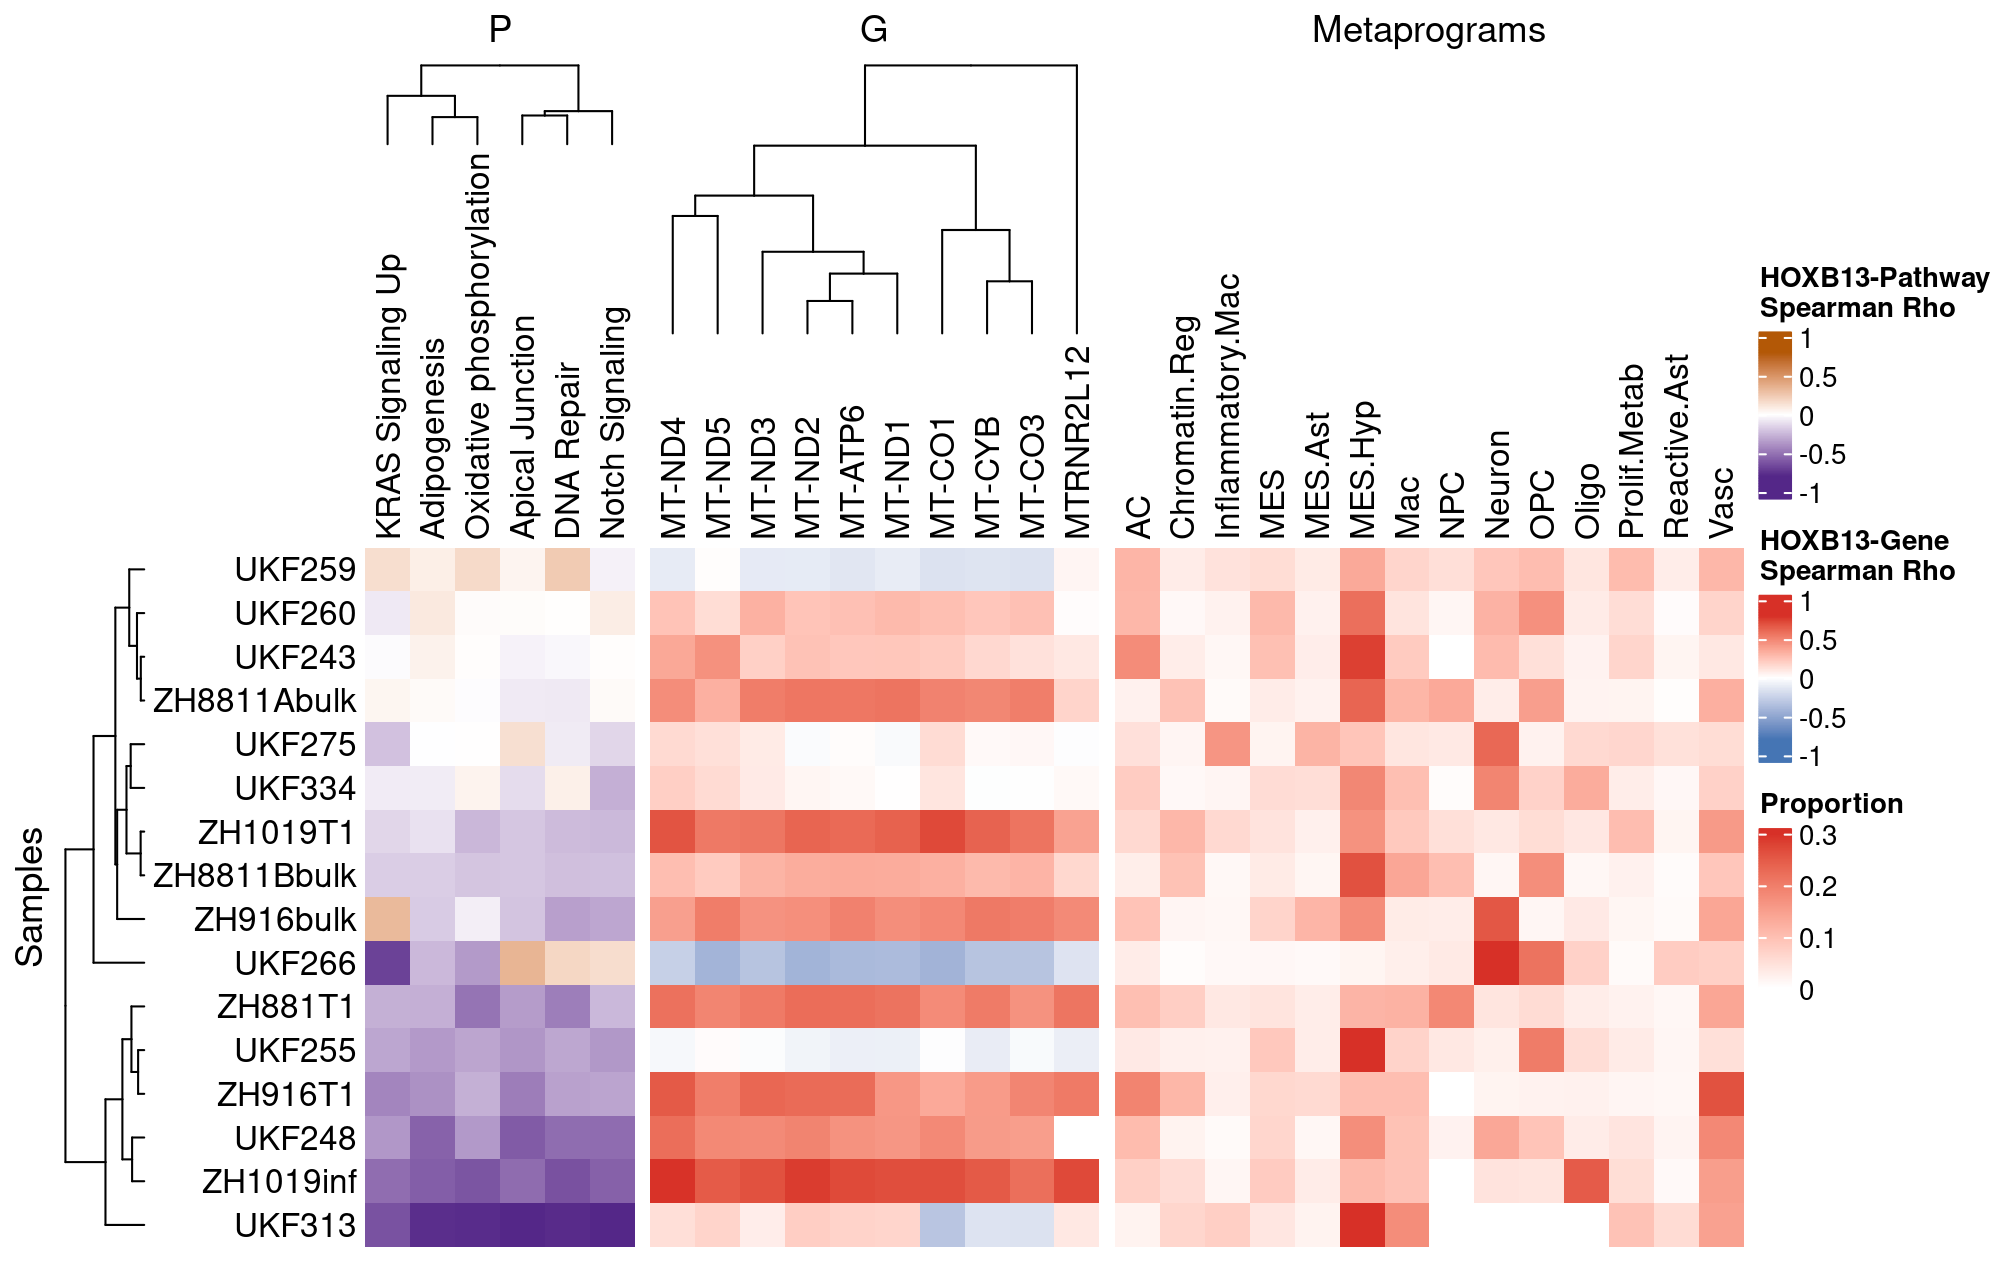 P
G
Metaprograms
KRAS Signaling Up
Adipogenesis
Oxidative phosphorylation
Apical Junction
DNA Repair
Notch Signaling
MT-ND4
MT-ND5
MT-ND3
MT-ND2
MT-ATP6
MT-ND1
MT-CO1
MT-CYB
MT-CO3
MTRNR2L12
AC
Chromatin.Reg
Inflammatory.Mac
MES
MES.Ast
MES.Hyp
Mac
NPC
Neuron
OPC
Oligo
Prolif.Metab
Reactive.Ast
Vasc
Samples
UKF259
UKF260
UKF243
ZH8811Abulk
UKF275
UKF334
ZH1019T1
ZH8811Bbulk
ZH916bulk
UKF266
ZH881T1
UKF255
ZH916T1
UKF248
ZH1019inf
UKF313
HOXB13-Pathway
Spearman Rho
1
0.5
0
-0.5
-1
HOXB13-Gene
Spearman Rho
1
0.5
0
-0.5
-1
Proportion
0.3
0.2
0.1
0